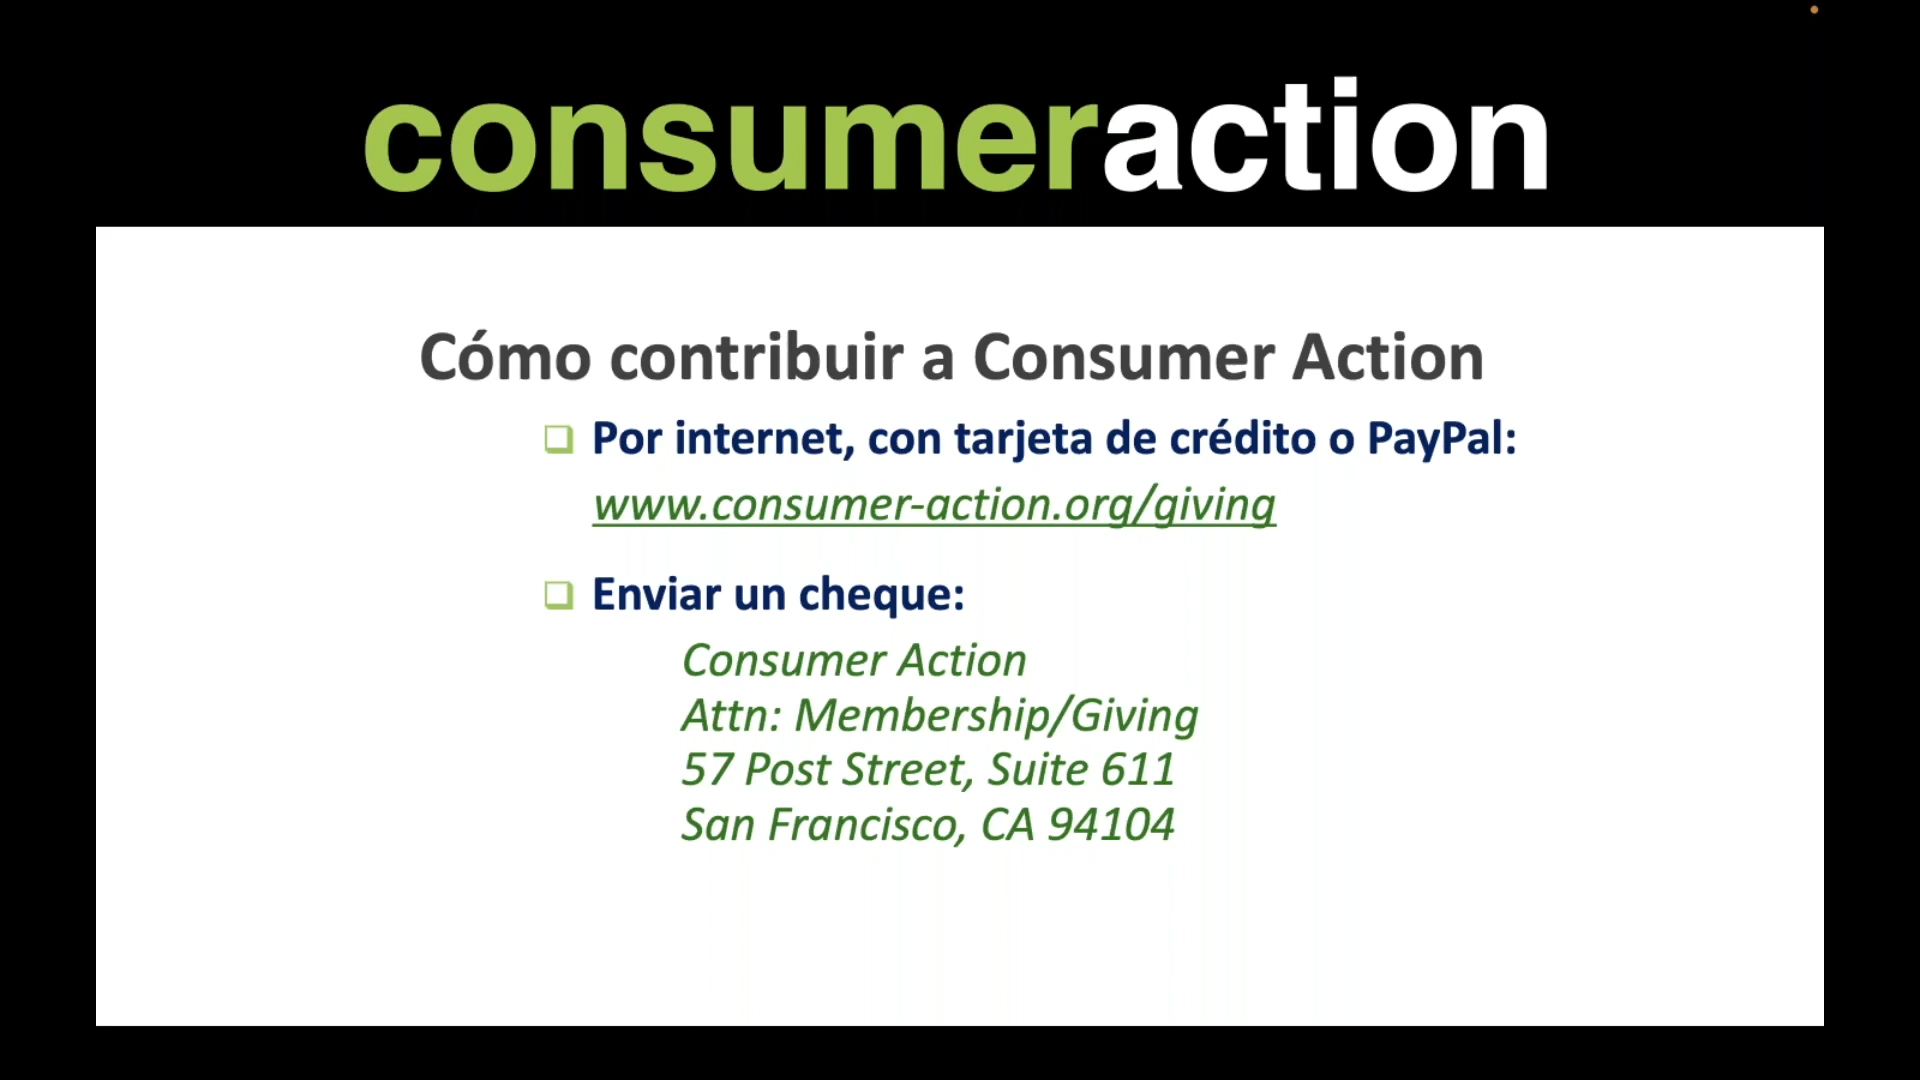 consumeraction
Cómo contribuir a Consumer Action
Por internet, con tarjeta de crédito o PayPal:
www.consumer-action.org/giving
Enviar un cheque:
Consumer Action
Attn: Membership/Giving
57 Post Street, Suite 611
San Francisco, CA 94104